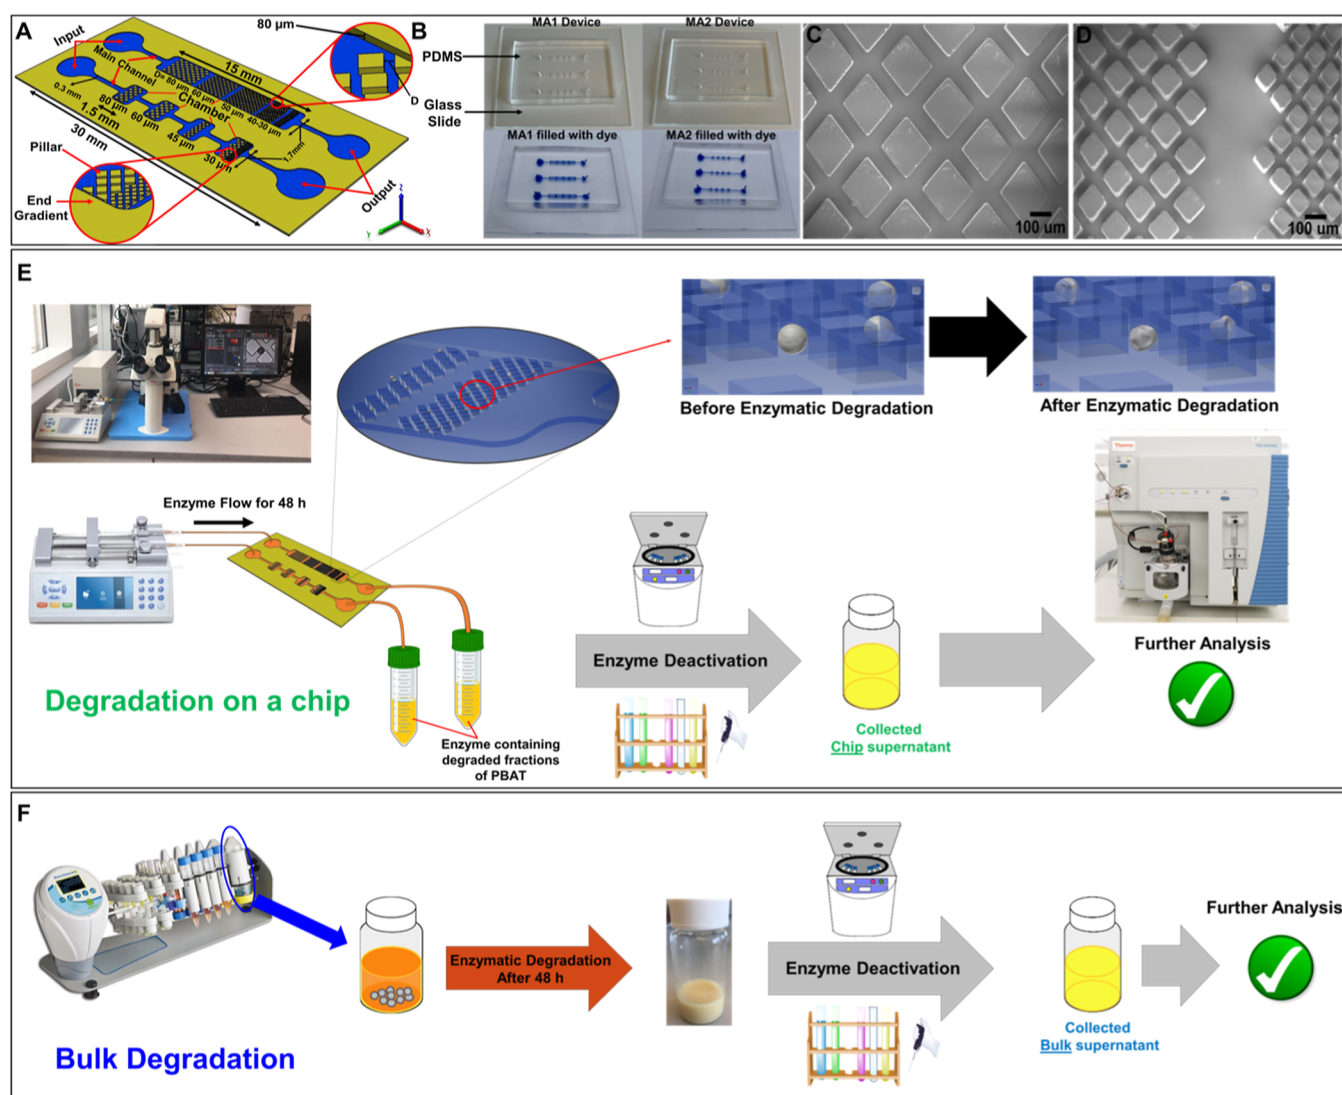 A
Input
Main Channel
0.3 mm
15 mm
80 µm
D= 80 µm 60 µm 50 µm 40-30 µm
D
Chamber
80 µm
60 µm
45 µm
30 µm
1.5 mm
1.7mm
30 mm
Pillar
End
Gradient
Output
Z
Y
X
B
MA1 Device
MA2 Device
PDMS
Glass
Slide
MA1 filled with dye
MA2 filled with dye
C
100 um
D
100 um
E
Before Enzymatic Degradation
After Enzymatic Degradation
Enzyme Flow for 48 h
Degradation on a chip
Enzyme containing
degraded fractions
of PBAT
Enzyme Deactivation
Collected
Chip supernatant
Thermo
Further Analysis
F
Bulk Degradation
Enzymatic Degradation
After 48 h
Enzyme Deactivation
Collected
Bulk supernatant
Further Analysis